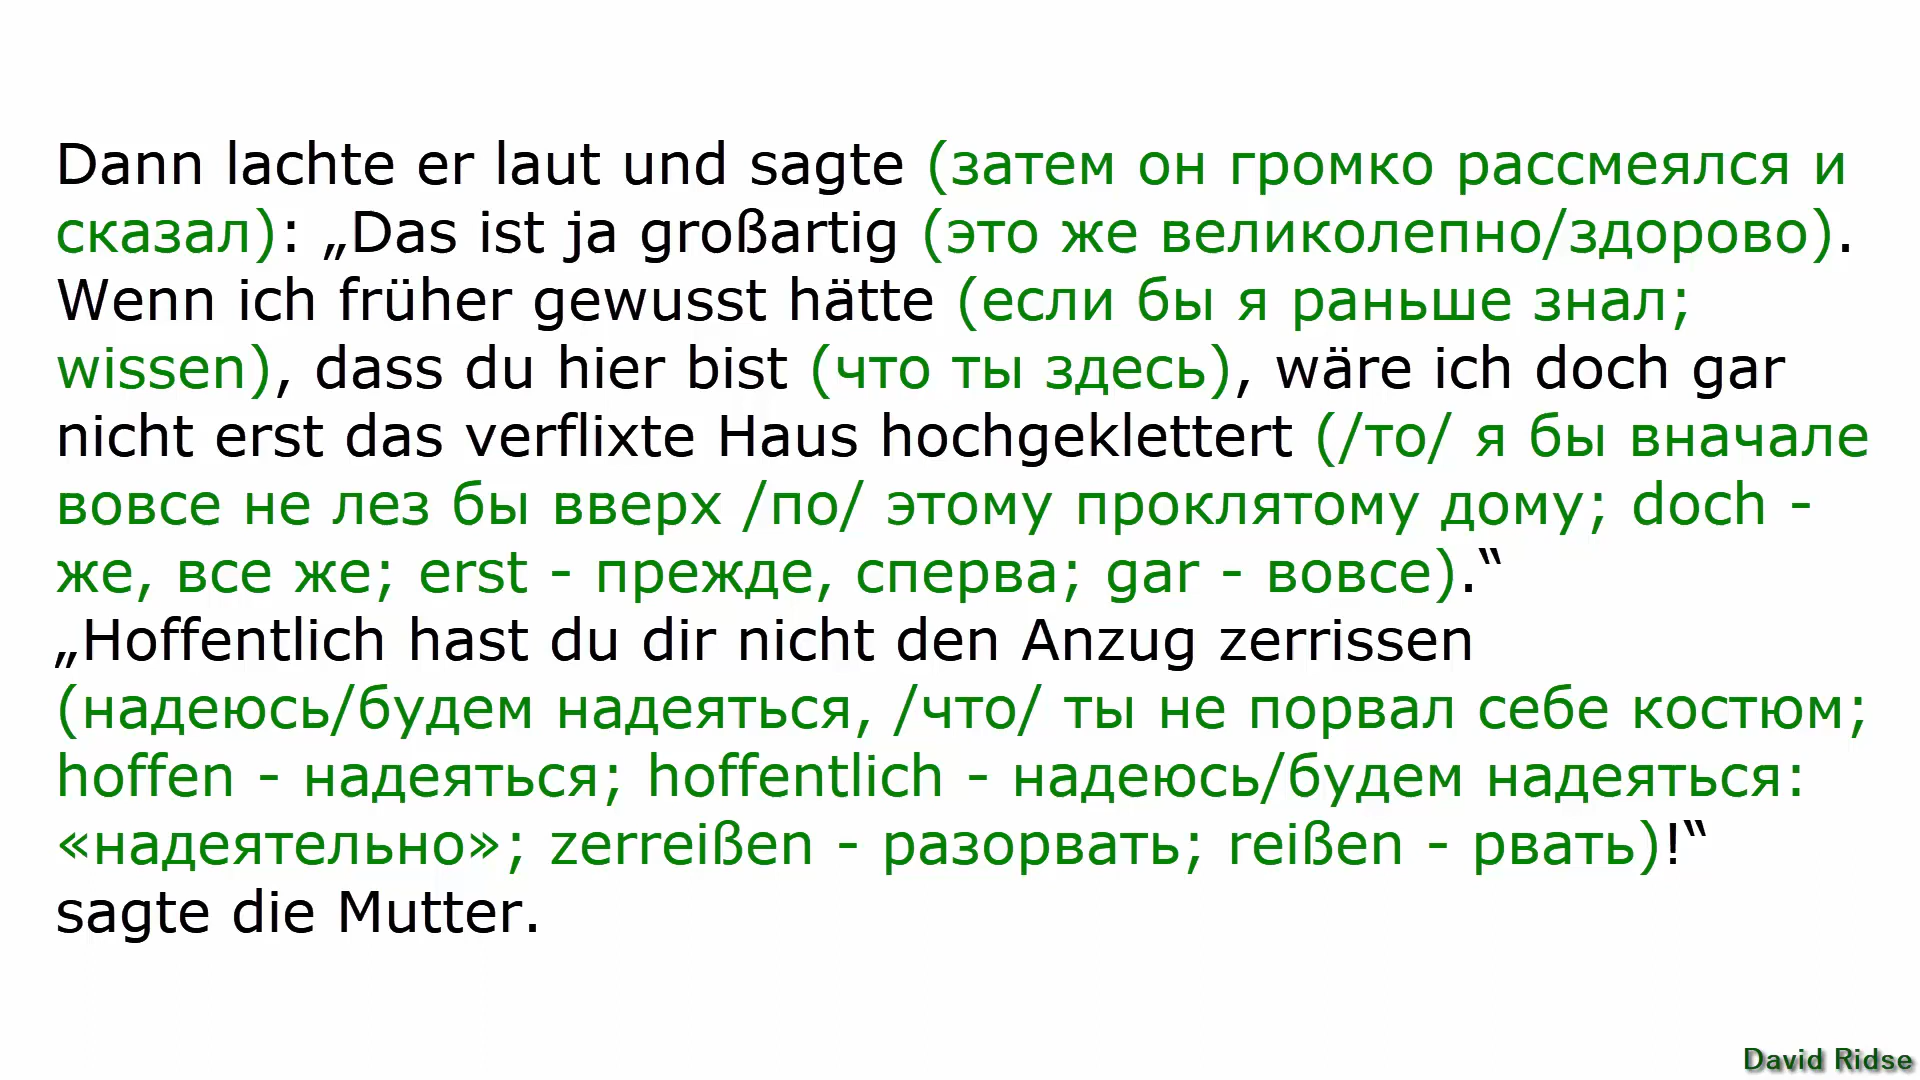 Dann lachte er laut und sagte (затем он громко рассмеялся и
сказал): „Das ist ja großartig (это же великолепно/здорово).
Wenn ich früher gewusst hätte (если бы я раньше знал;
wissen), dass du hier bist (что ты здесь), wäre ich doch gar
nicht erst das verflixte Haus hochgeklettert (/то/ я бы вначале
вовсе не лез бы вверх /по/ этому проклятому дому; doch -
же, все же; erst - прежде, сперва; gar - вовсе).“
„Hoffentlich hast du dir nicht den Anzug zerrissen
(надеюсь/будем надеяться, /что/ ты не порвал себе костюм;
hoffen - надеяться; hoffentlich - надеюсь/будем надеяться:
«надеятельно»; zerreißen - разорвать; reißen - рвать)!“
sagte die Mutter.
David Ridse